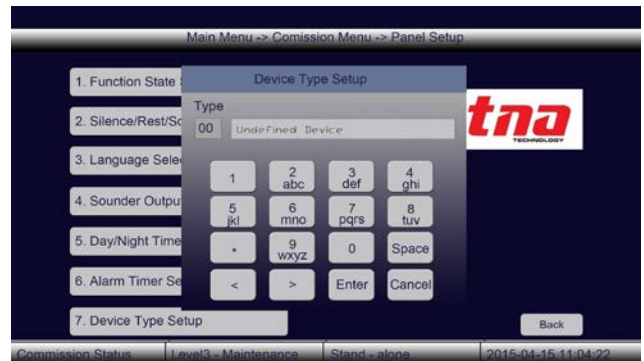 Main Menu -> Comission Menu -> Panel Setup
1. Function State
Device Type Setup
Type
2. Silence/Rest/Sc
00 Undefined Device
tna
TECHNOLOGY
3. Language Sele
1 2 abc 3 def 4 ghi
4. Sounder Outpu
5 jkl 6 mno 7 pqrs 8 tuv
5. Day/Night Time
. 9 wxyz 0 Space
6. Alarm Timer Se
< > Enter Cancel
7. Device Type Setup
Back
Commission Status Level3 - Maintenance Stand - alone 2015-04-15 11:04:22